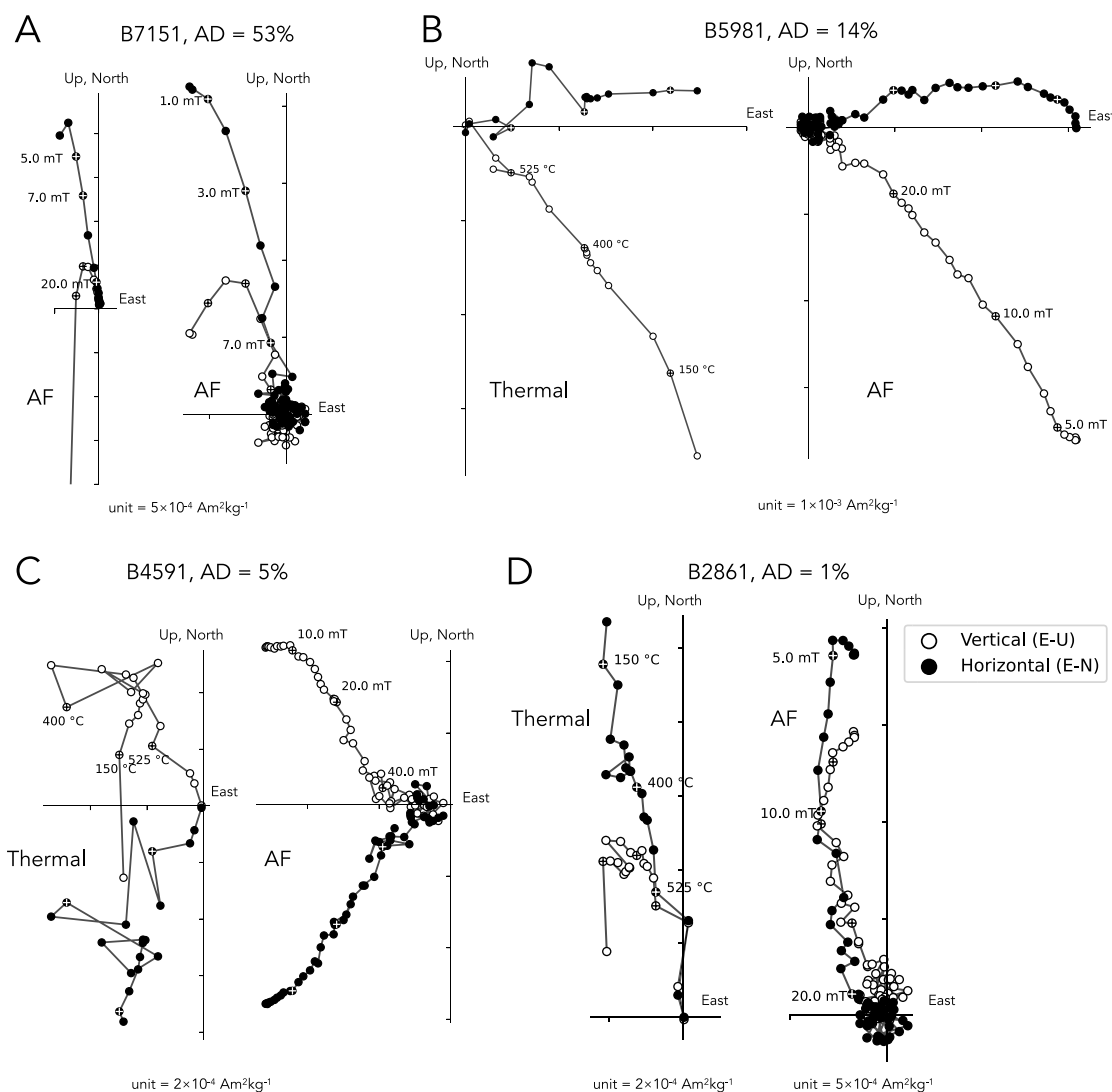 A
B7151, AD = 53%
Up, North
Up, North
1.0 mT
5.0 mT
3.0 mT
7.0 mT
20.0 mT
East
7.0 mT
AF
AF
East
unit = 5×10⁻⁴ Am²kg⁻¹
B
B5981, AD = 14%
Up, North
Up, North
East
East
525 °C
20.0 mT
400 °C
10.0 mT
150 °C
Thermal
AF
5.0 mT
unit = 1×10⁻³ Am²kg⁻¹
C
B4591, AD = 5%
Up, North
Up, North
10.0 mT
20.0 mT
400 °C
150 °C
525 °C
40.0 mT
East
East
Thermal
AF
unit = 2×10⁻⁴ Am²kg⁻¹
D
B2861, AD = 1%
Up, North
Up, North
150 °C
5.0 mT
Thermal
AF
400 °C
10.0 mT
525 °C
20.0 mT
East
East
unit = 2×10⁻⁴ Am²kg⁻¹
unit = 5×10⁻⁴ Am²kg⁻¹
Vertical (E-U)
Horizontal (E-N)